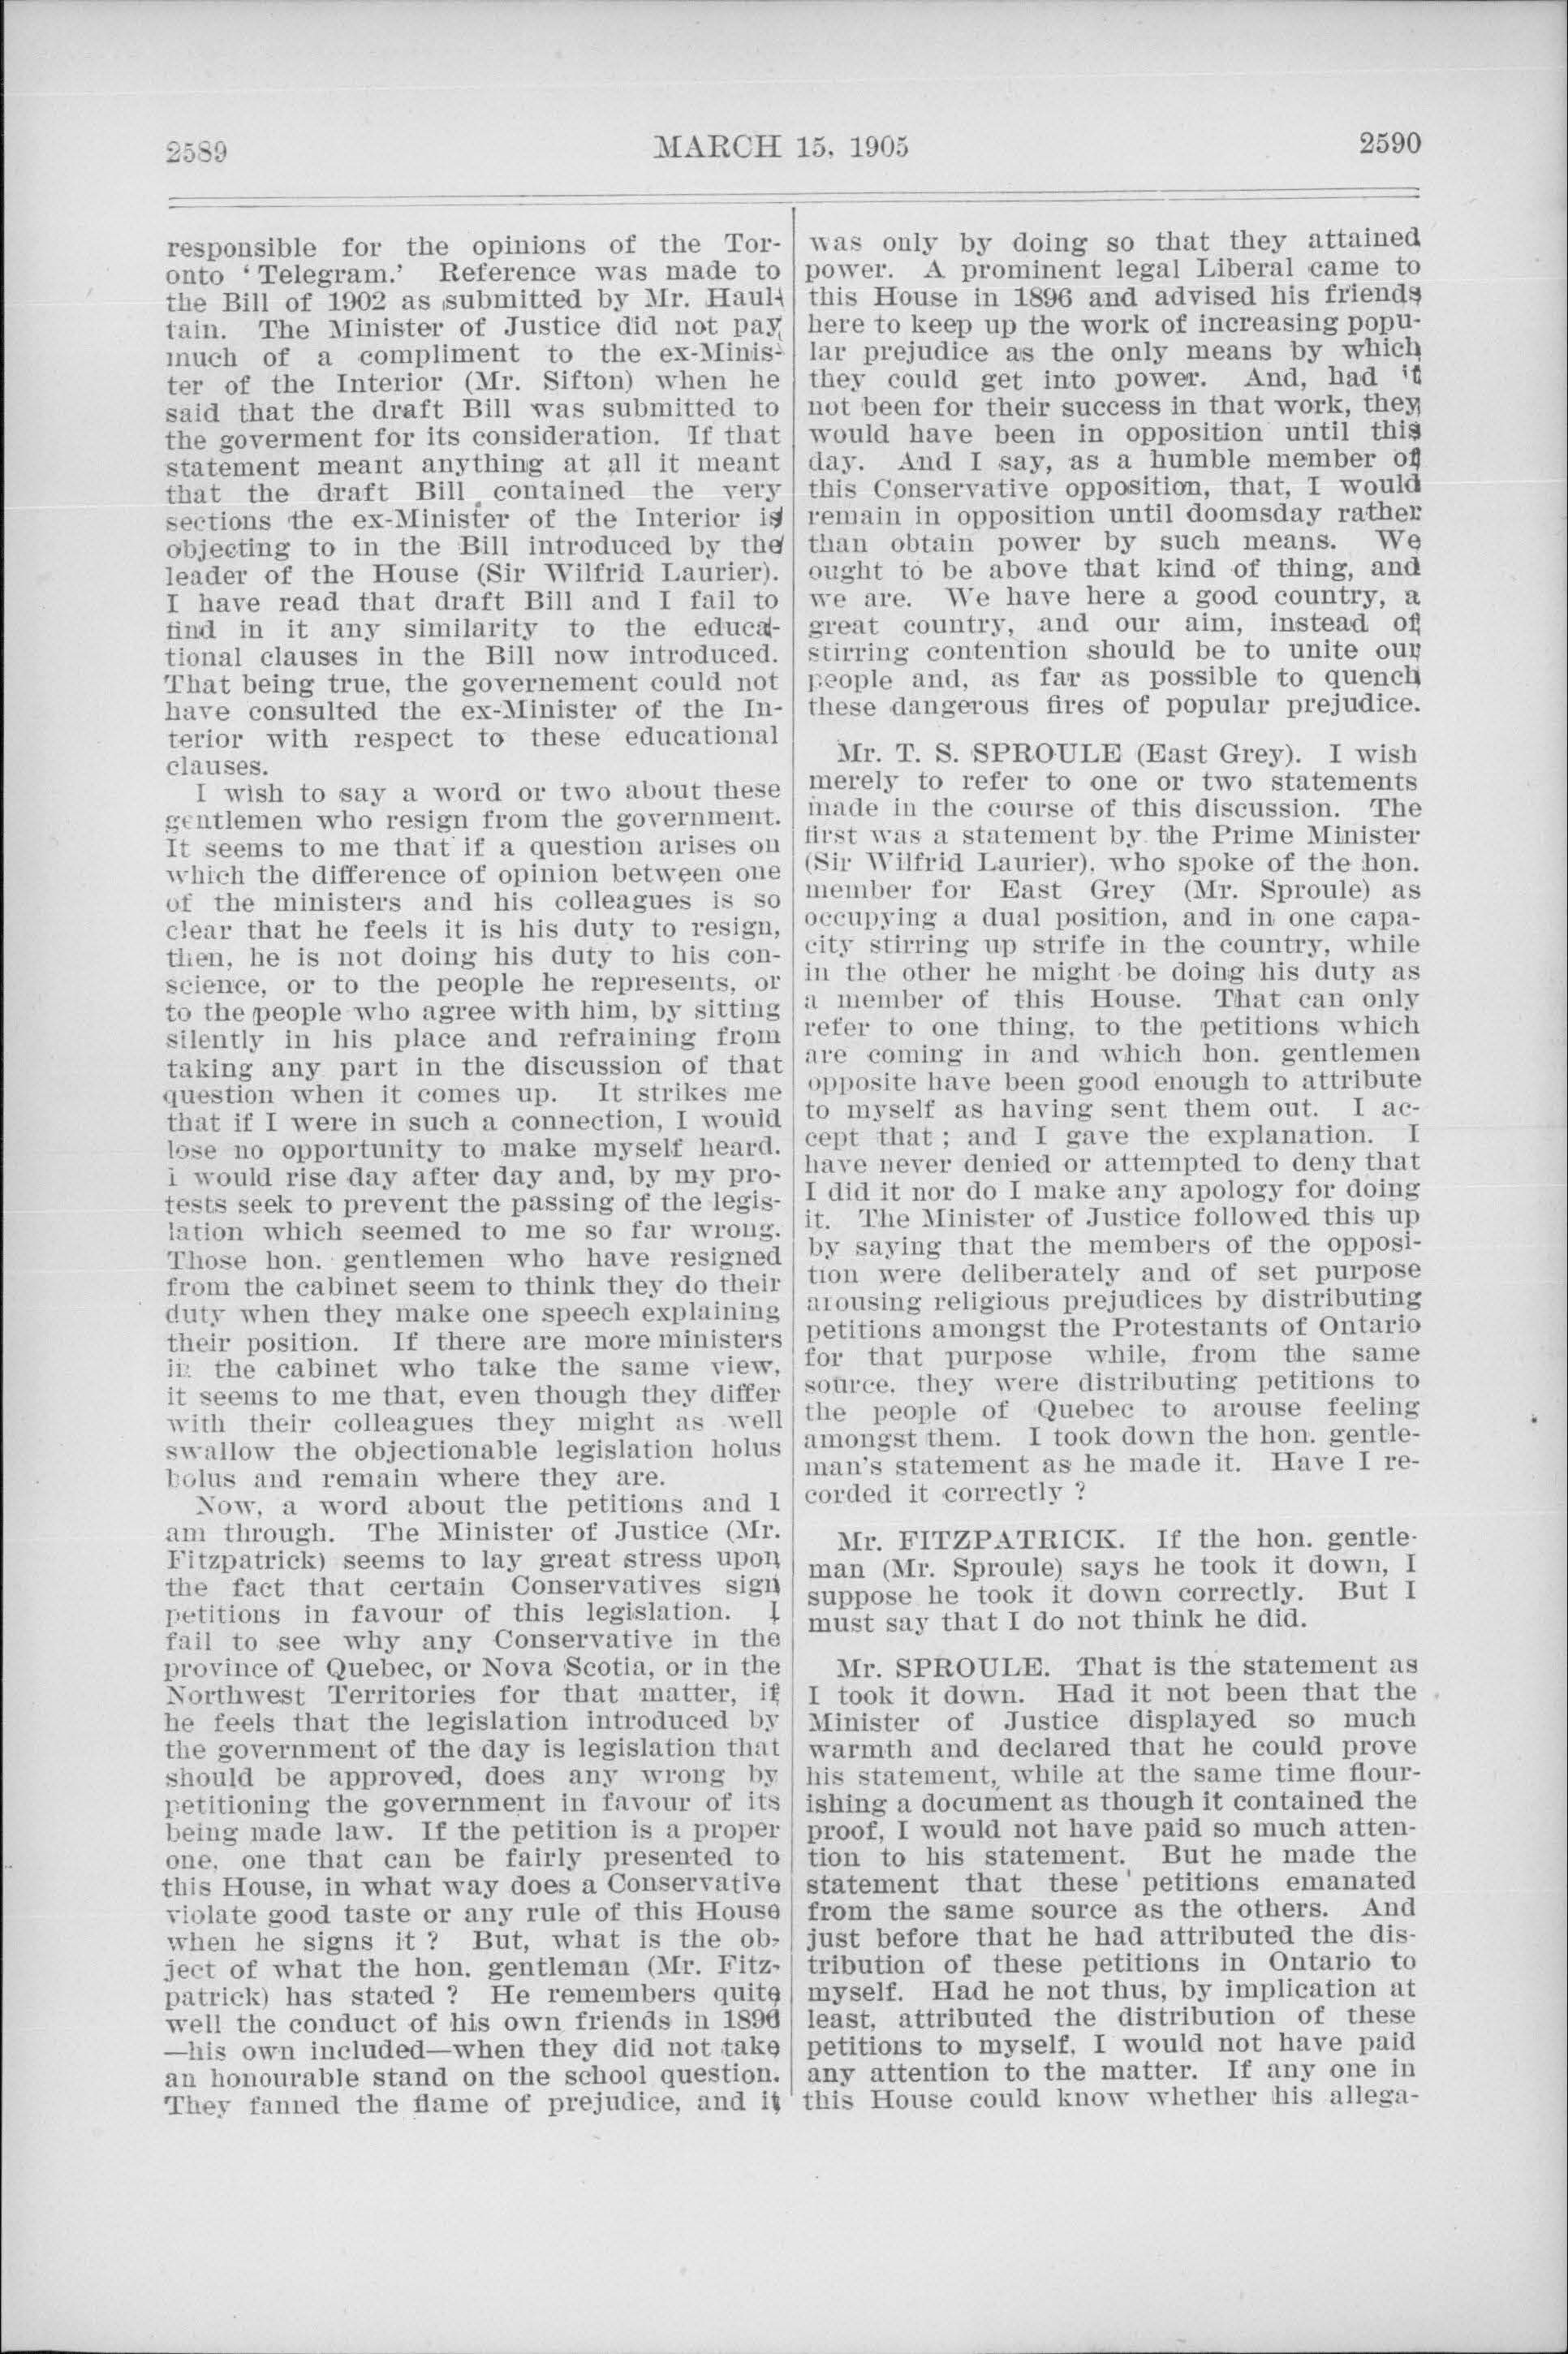 2589
MARCH 15, 1905
2590
responsible for the opinions of the Tor-
onto ‘Telegram.’ Reference was made to
the Bill of 1902 as submitted by Mr. Haul-
tain. The Minister of Justice did not pay
much of a compliment to the ex-Minis-
ter of the Interior (Mr. Sifton) when he
said that the draft Bill was submitted to
the goverment for its consideration. If that
statement meant anything at all it meant
that the draft Bill contained the very
sections the ex-Minister of the Interior is
objecting to in the Bill introduced by the
leader of the House (Sir Wilfrid Laurier).
I have read that draft Bill and I fail to
find in it any similarity to the educa-
tional clauses in the Bill now introduced.
That being true, the governement could not
have consulted the ex-Minister of the In-
terior with respect to these educational
clauses.
I wish to say a word or two about these
gentlemen who resign from the government.
It seems to me that if a question arises on
which the difference of opinion between one
of the ministers and his colleagues is so
clear that he feels it is his duty to resign,
then, he is not doing his duty to his con-
science, or to the people he represents, or
to the people who agree with him, by sitting
silently in his place and refraining from
taking any part in the discussion of that
question when it comes up. It strikes me
that if I were in such a connection, I would
lose no opportunity to make myself heard.
I would rise day after day and, by my pro-
tests seek to prevent the passing of the legis-
lation which seemed to me so far wrong.
Those hon. gentlemen who have resigned
from the cabinet seem to think they do their
duty when they make one speech explaining
their position. If there are more ministers
in the cabinet who take the same view,
it seems to me that, even though they differ
with their colleagues they might as well
swallow the objectionable legislation holus
bolus and remain where they are.
Now, a word about the petitions and I
am through. The Minister of Justice (Mr.
Fitzpatrick) seems to lay great stress upon
the fact that certain Conservatives sign
petitions in favour of this legislation. I
fail to see why any Conservative in the
province of Quebec, or Nova Scotia, or in the
Northwest Territories for that matter, if
he feels that the legislation introduced by
the government of the day is legislation that
should be approved, does any wrong by
petitioning the government in favour of its
being made law. If the petition is a proper
one, one that can be fairly presented to
this House, in what way does a Conservative
violate good taste or any rule of this House
when he signs it ? But, what is the ob-
ject of what the hon. gentleman (Mr. Fitz-
patrick) has stated ? He remembers quite
well the conduct of his own friends in 1896
—his own included—when they did not take
an honourable stand on the school question.
They fanned the flame of prejudice, and it
was only by doing so that they attained
power. A prominent legal Liberal came to
this House in 1896 and advised his friends
here to keep up the work of increasing popu-
lar prejudice as the only means by which
they could get into power. And, had it
not been for their success in that work, they
would have been in opposition until this
day. And I say, as a humble member of
this Conservative opposition, that, I would
remain in opposition until doomsday rather
than obtain power by such means. We
ought to be above that kind of thing, and
we are. We have here a good country, a
great country, and our aim, instead of
stirring contention should be to unite our
people and, as far as possible to quench
these dangerous fires of popular prejudice.
Mr. T. S. SPROULE (East Grey). I wish
merely to refer to one or two statements
made in the course of this discussion. The
first was a statement by the Prime Minister
(Sir Wilfrid Laurier), who spoke of the hon.
member for East Grey (Mr. Sproule) as
occupying a dual position, and in one capa-
city stirring up strife in the country, while
in the other he might be doing his duty as
a member of this House. That can only
refer to one thing, to the petitions which
are coming in and which hon. gentlemen
opposite have been good enough to attribute
to myself as having sent them out. I ac-
cept that ; and I gave the explanation. I
have never denied or attempted to deny that
I did it nor do I make any apology for doing
it. The Minister of Justice followed this up
by saying that the members of the opposi-
tion were deliberately and of set purpose
arousing religious prejudices by distributing
petitions amongst the Protestants of Ontario
for that purpose while, from the same
source, they were distributing petitions to
the people of Quebec to arouse feeling
amongst them. I took down the hon. gentle-
man's statement as he made it. Have I re-
corded it correctly ?
Mr. FITZPATRICK. If the hon. gentle-
man (Mr. Sproule) says he took it down, I
suppose he took it down correctly. But I
must say that I do not think he did.
Mr. SPROULE. That is the statement as
I took it down. Had it not been that the
Minister of Justice displayed so much
warmth and declared that he could prove
his statement, while at the same time flour-
ishing a document as though it contained the
proof, I would not have paid so much atten-
tion to his statement. But he made the
statement that these petitions emanated
from the same source as the others. And
just before that he had attributed the dis-
tribution of these petitions in Ontario to
myself. Had he not thus, by implication at
least, attributed the distribution of these
petitions to myself, I would not have paid
any attention to the matter. If any one in
this House could know whether his allega-